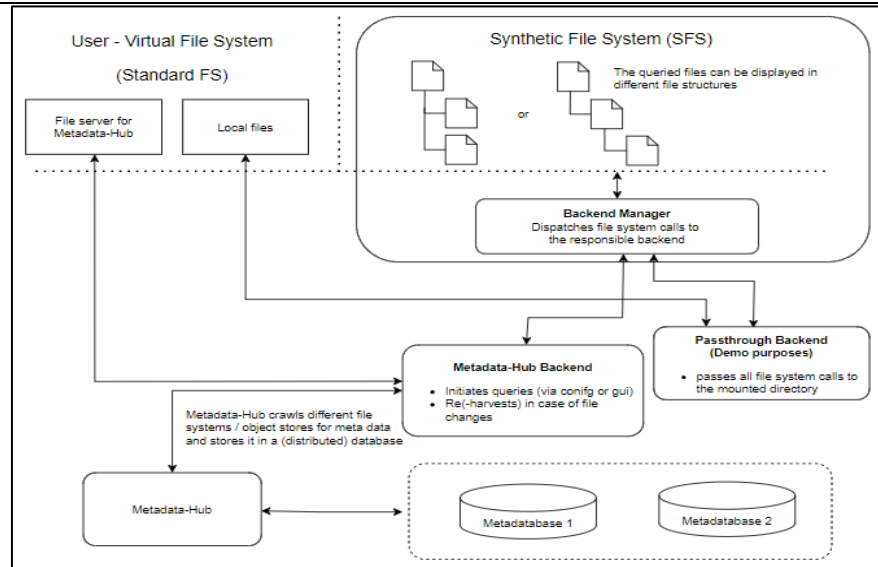 User - Virtual File System
(Standard FS)
File server for
Metadata-Hub
Local files
Synthetic File System (SFS)
The queried files can be displayed in
different file structures
or
Backend Manager
Dispatches file system calls to
the responsible backend
Metadata-Hub Backend
• Initiates queries (via conifg or gui)
• Re(-harvests) in case of file
changes
Passthrough Backend
(Demo purposes)
• passes all file system calls to
the mounted directory
Metadata-Hub crawls different file
systems / object stores for meta data
and stores it in a (distributed) database
Metadata-Hub
Metadatabase 1
Metadatabase 2